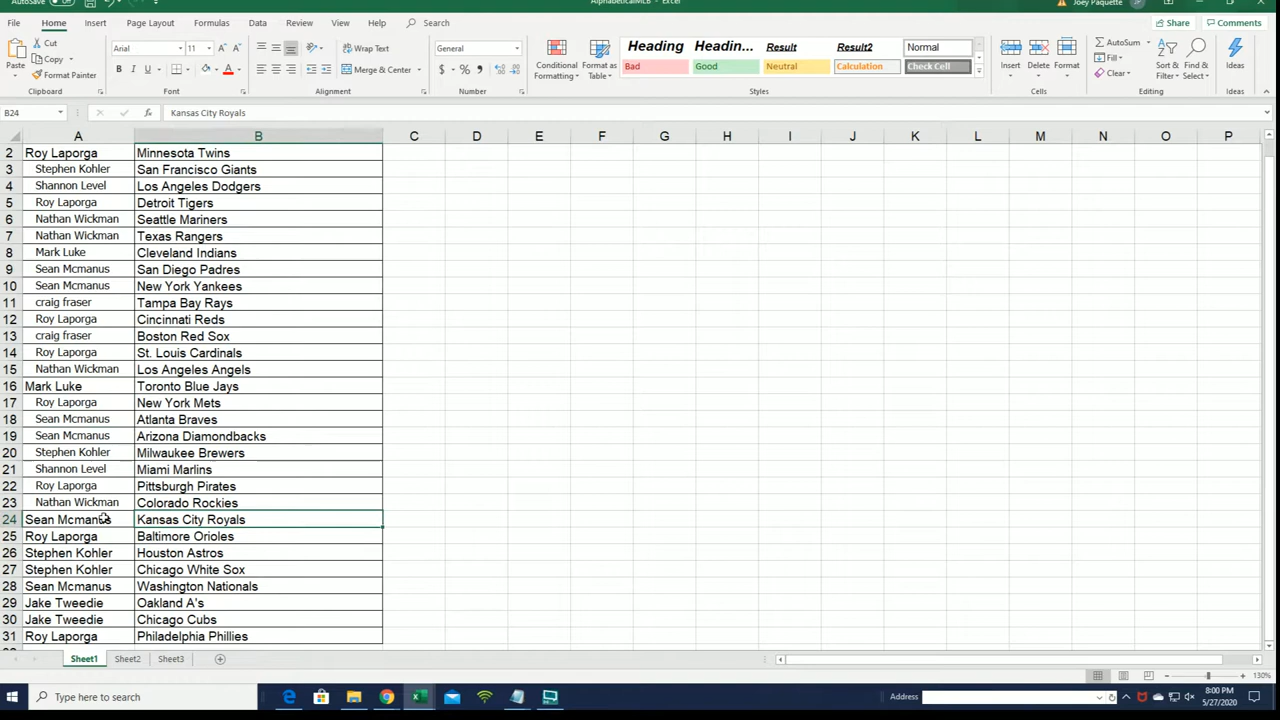 AutoSave Off AlphabeticalMLB - Excel Joey Paquette JP
File Home Insert Page Layout Formulas Data Review View Help Search Share Comments
Cut
Copy
Format Painter
Paste
Clipboard
Arial 11
B I U
Font
Wrap Text
Merge & Center
Alignment
General
$ % ,
Number
Conditional Formatting
Format as Table
Heading Headin... Result Result2 Normal
Bad Good Neutral Calculation Check Cell
Styles
Insert Delete Format
Cells
AutoSum
Fill
Clear
Sort & Filter
Find & Select
Editing
Ideas
Ideas
B24 fx Kansas City Royals
A B C D E F G H I J K L M N O P
2 Roy Laporga Minnesota Twins
3 Stephen Kohler San Francisco Giants
4 Shannon Level Los Angeles Dodgers
5 Roy Laporga Detroit Tigers
6 Nathan Wickman Seattle Mariners
7 Nathan Wickman Texas Rangers
8 Mark Luke Cleveland Indians
9 Sean Mcmanus San Diego Padres
10 Sean Mcmanus New York Yankees
11 craig fraser Tampa Bay Rays
12 Roy Laporga Cincinnati Reds
13 craig fraser Boston Red Sox
14 Roy Laporga St. Louis Cardinals
15 Nathan Wickman Los Angeles Angels
16 Mark Luke Toronto Blue Jays
17 Roy Laporga New York Mets
18 Sean Mcmanus Atlanta Braves
19 Sean Mcmanus Arizona Diamondbacks
20 Stephen Kohler Milwaukee Brewers
21 Shannon Level Miami Marlins
22 Roy Laporga Pittsburgh Pirates
23 Nathan Wickman Colorado Rockies
24 Sean Mcmanus Kansas City Royals
25 Roy Laporga Baltimore Orioles
26 Stephen Kohler Houston Astros
27 Stephen Kohler Chicago White Sox
28 Sean Mcmanus Washington Nationals
29 Jake Tweedie Oakland A's
30 Jake Tweedie Chicago Cubs
31 Roy Laporga Philadelphia Phillies
Sheet1 Sheet2 Sheet3
130%
Type here to search
Address
8:00 PM
5/27/2020